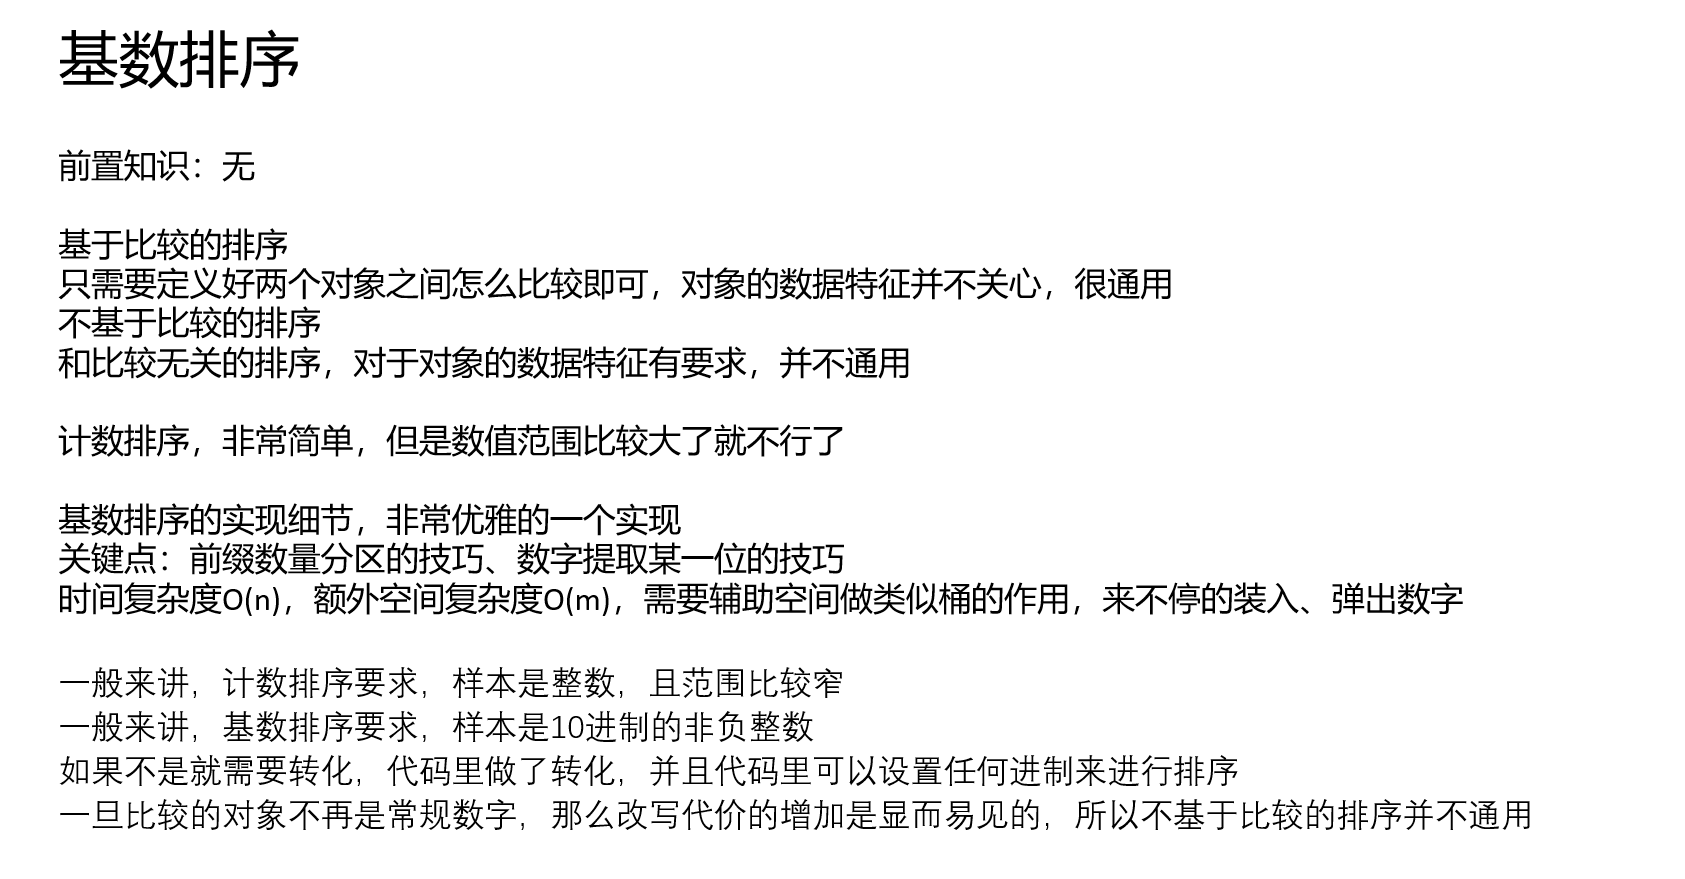 基数排序
前置知识：无
基于比较的排序
只需要定义好两个对象之间怎么比较即可，对象的数据特征并不关心，很通用
不基于比较的排序
和比较无关的排序，对于对象的数据特征有要求，并不通用
计数排序，非常简单，但是数值范围比较大了就不行了
基数排序的实现细节，非常优雅的一个实现
关键点：前缀数量分区的技巧、数字提取某一位的技巧
时间复杂度O(n)，额外空间复杂度O(m)，需要辅助空间做类似桶的作用，来不停的装入、弹出数字
一般来讲，计数排序要求，样本是整数，且范围比较窄
一般来讲，基数排序要求，样本是10进制的非负整数
如果不是就需要转化，代码里做了转化，并且代码里可以设置任何进制来进行排序
一旦比较的对象不再是常规数字，那么改写代价的增加是显而易见的，所以不基于比较的排序并不通用